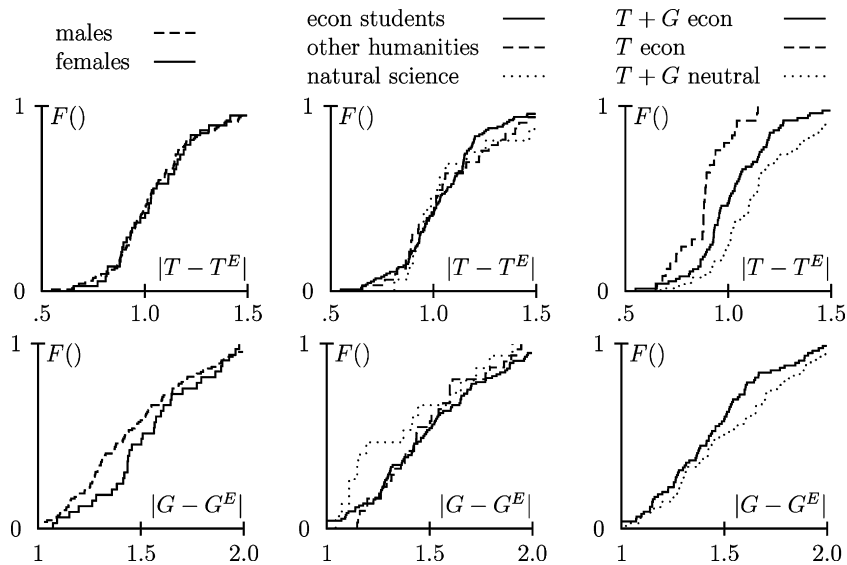 males
females
econ students
other humanities
natural science
T + G econ
T econ
T + G neutral
1 F() |T − T^E| 0 .5 1.0 1.5
1 F() |T − T^E| 0 .5 1.0 1.5
1 F() |T − T^E| 0 .5 1.0 1.5
1 F() |G − G^E| 0 1 1.5 2.0
1 F() |G − G^E| 0 1 1.5 2.0
1 F() |G − G^E| 0 1 1.5 2.0